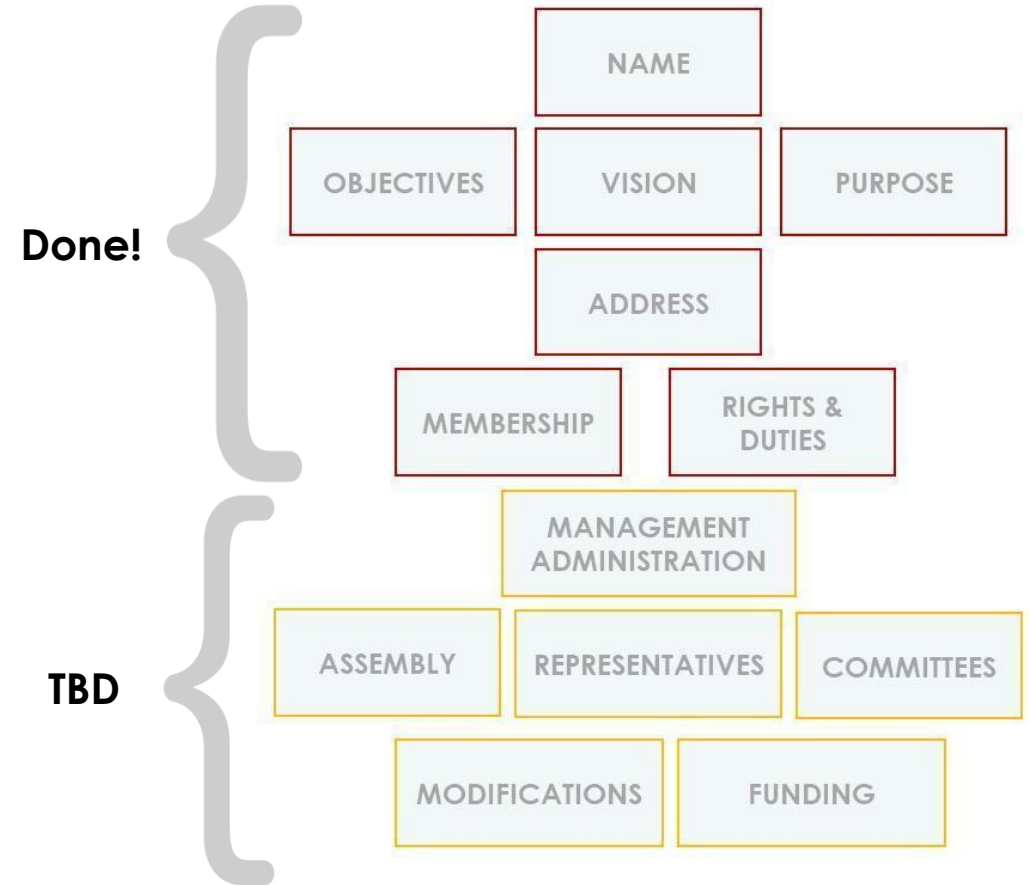 NAME
OBJECTIVES
VISION
PURPOSE
Done!
ADDRESS
MEMBERSHIP
RIGHTS &
DUTIES
MANAGEMENT
ADMINISTRATION
ASSEMBLY
REPRESENTATIVES
COMMITTEES
TBD
MODIFICATIONS
FUNDING